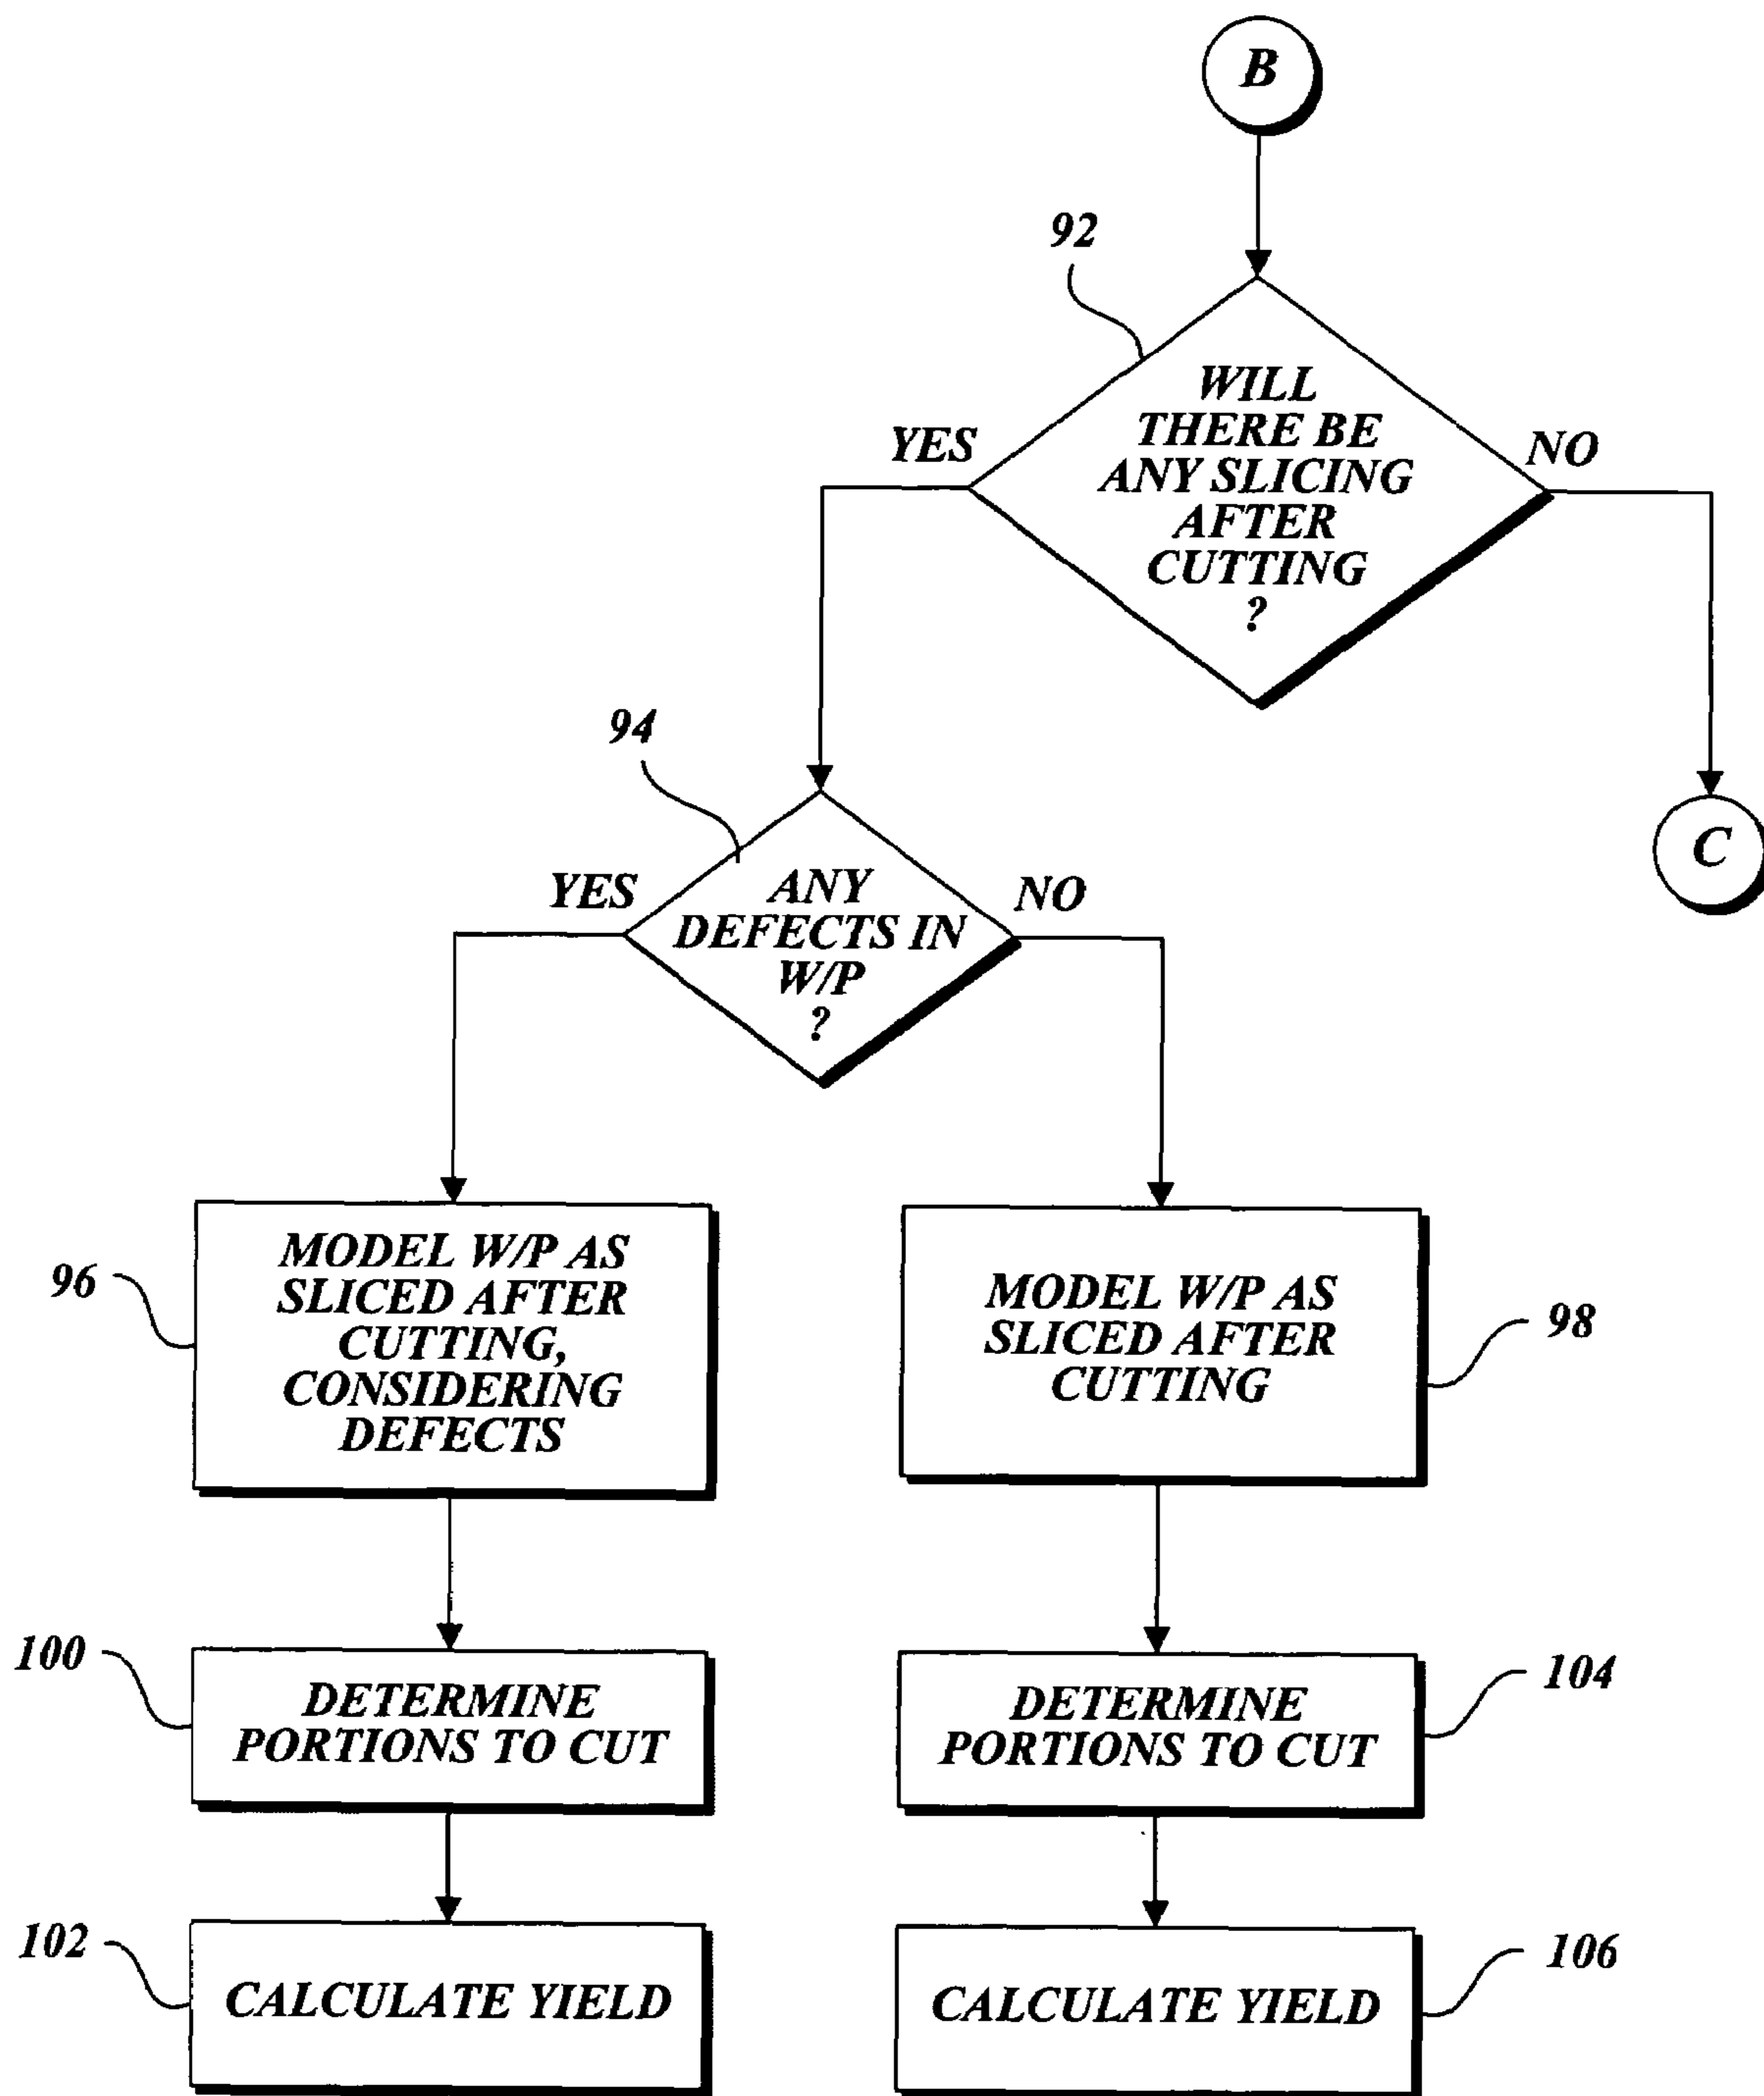 B
92
WILL
THERE BE
ANY SLICING
AFTER
CUTTING
?
YES
NO
C
94
ANY
DEFECTS IN
W/P
?
YES
NO
96
MODEL W/P AS
SLICED AFTER
CUTTING,
CONSIDERING
DEFECTS
MODEL W/P AS
SLICED AFTER
CUTTING
98
100
DETERMINE
PORTIONS TO CUT
DETERMINE
PORTIONS TO CUT
104
102
CALCULATE YIELD
CALCULATE YIELD
106